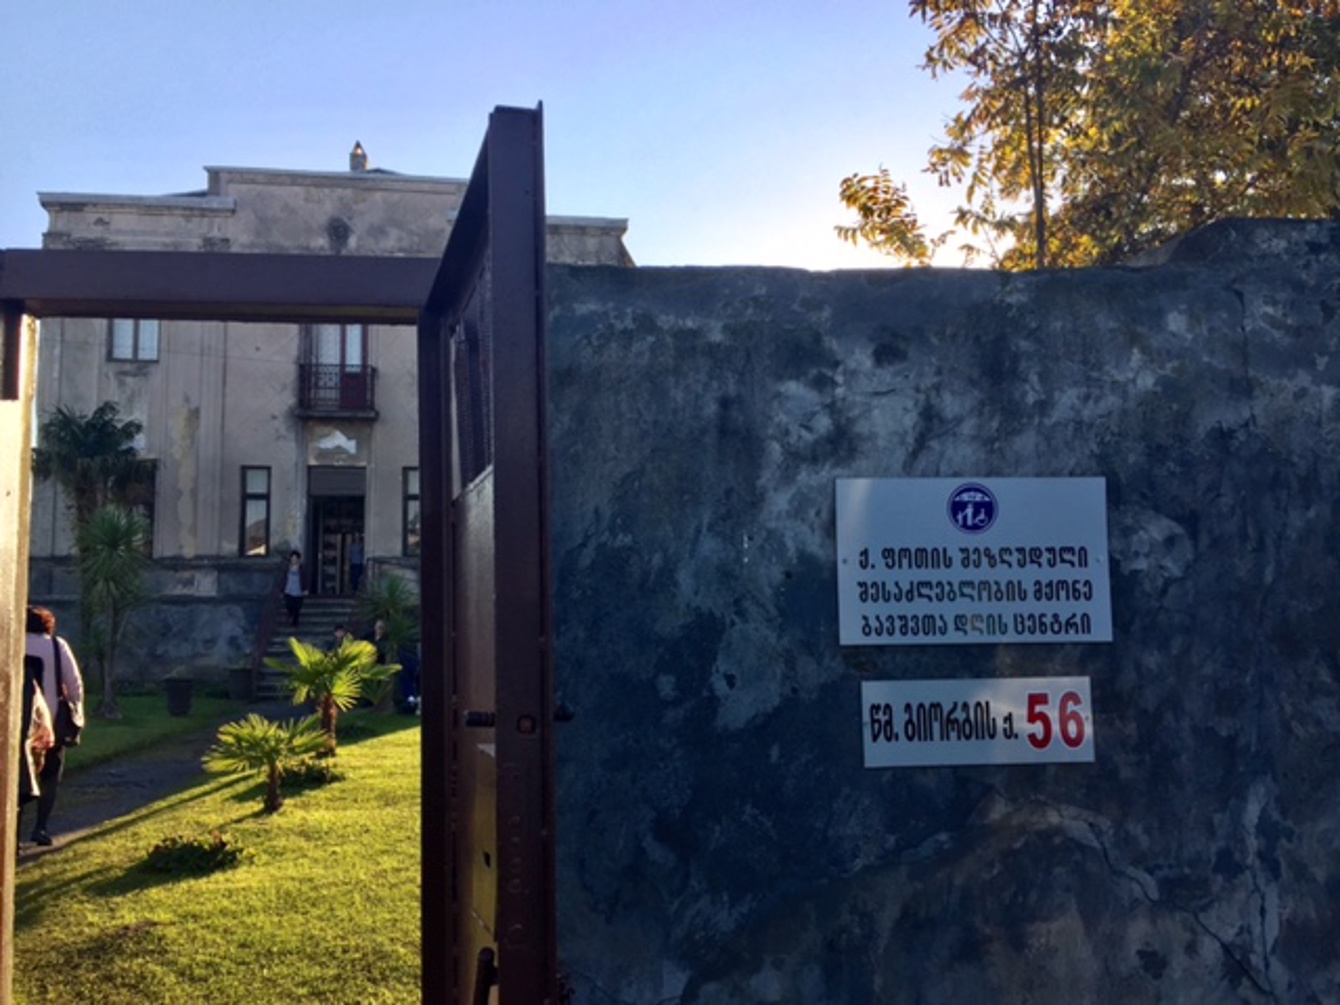 ქ. ფოთის შეზღუდული
შესაძლებლობის მქონე
ბავშვთა დღის ცენტრი
წმ. გიორგის ქ. 56